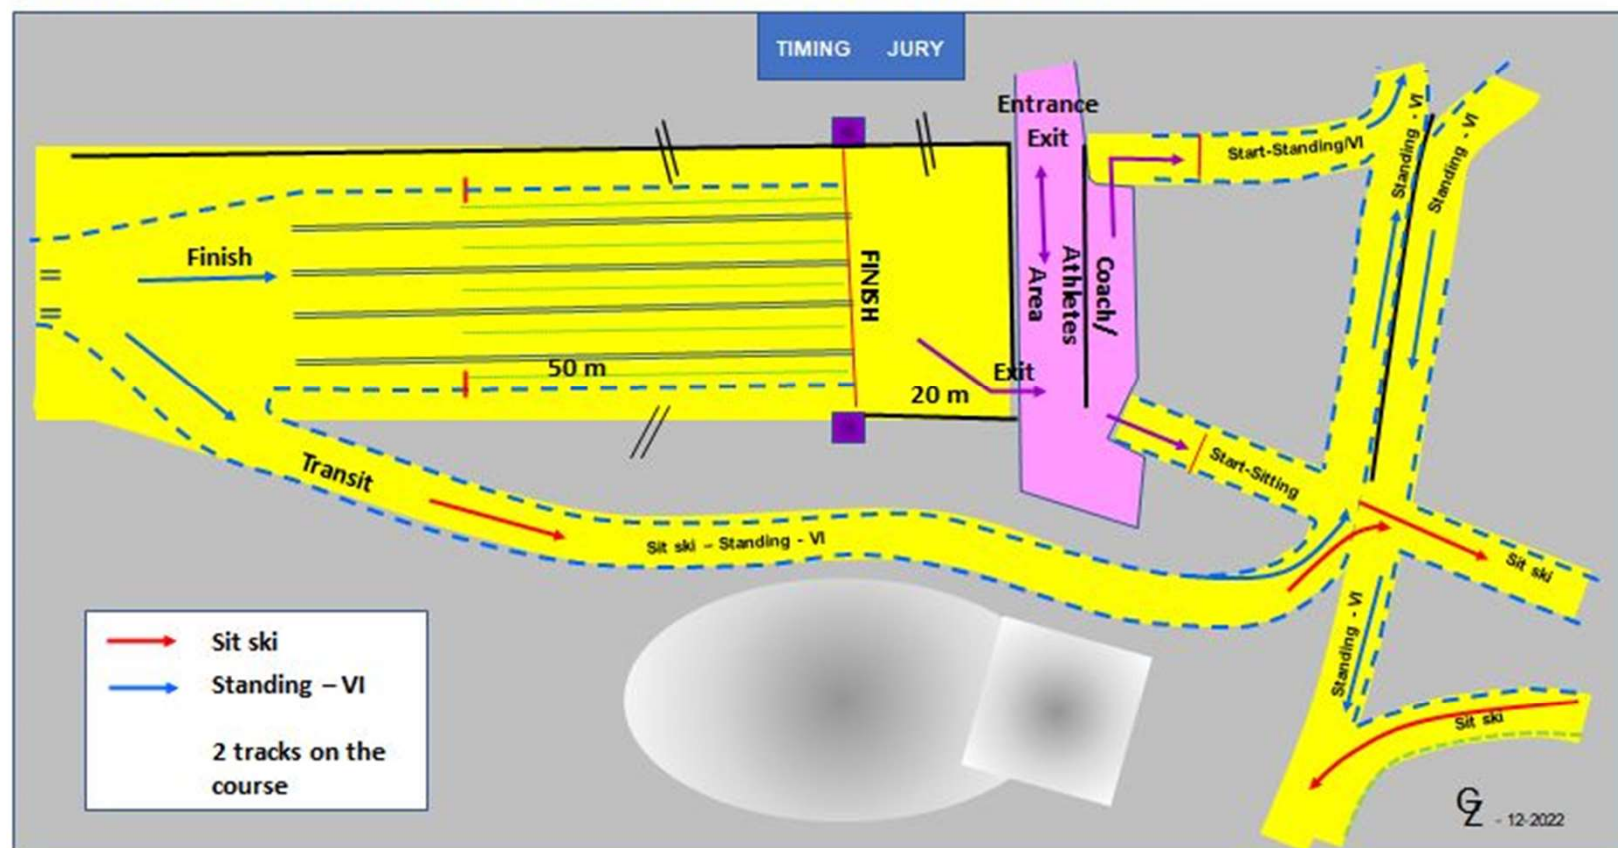 TIMING JURY
Entrance
Exit
Area
Athletes
Coach/
Start-Standing/VI
Standing - VI
Standing - VI
Finish
FINISH
50 m
20 m
Exit
Start-Sitting
Transit
Sit ski – Standing - VI
Sit ski
Standing - VI
Sit ski
Sit ski
Standing – VI
2 tracks on the
course
GZ - 12-2022